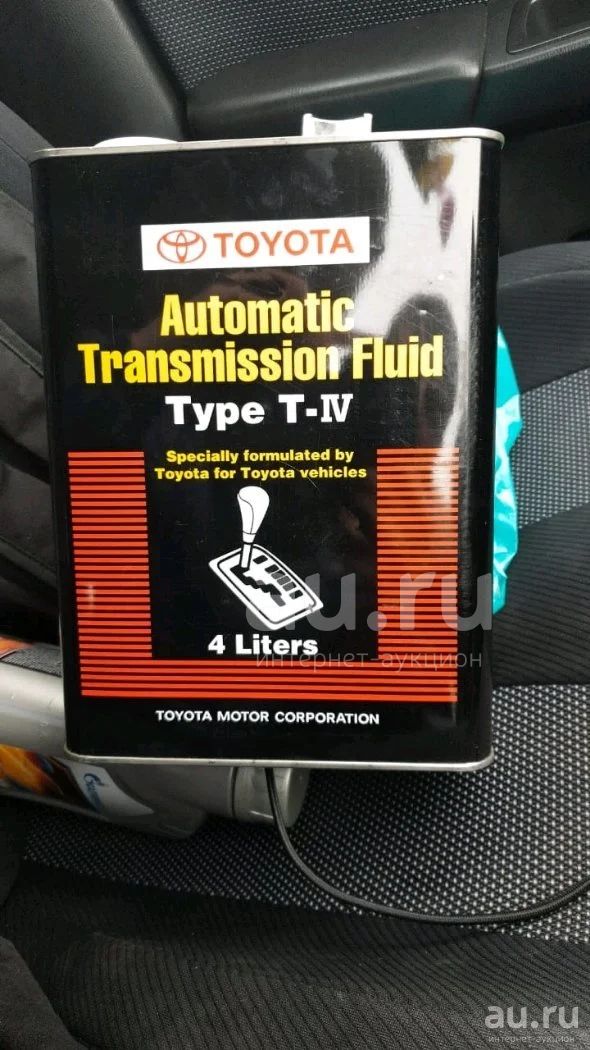 TOYOTA
Automatic
Transmission Fluid
Type T-IV
Specially formulated by
Toyota for Toyota vehicles
4 Liters
TOYOTA MOTOR CORPORATION
au.ru
интернет-аукцион
au.ru
интернет-аукцион